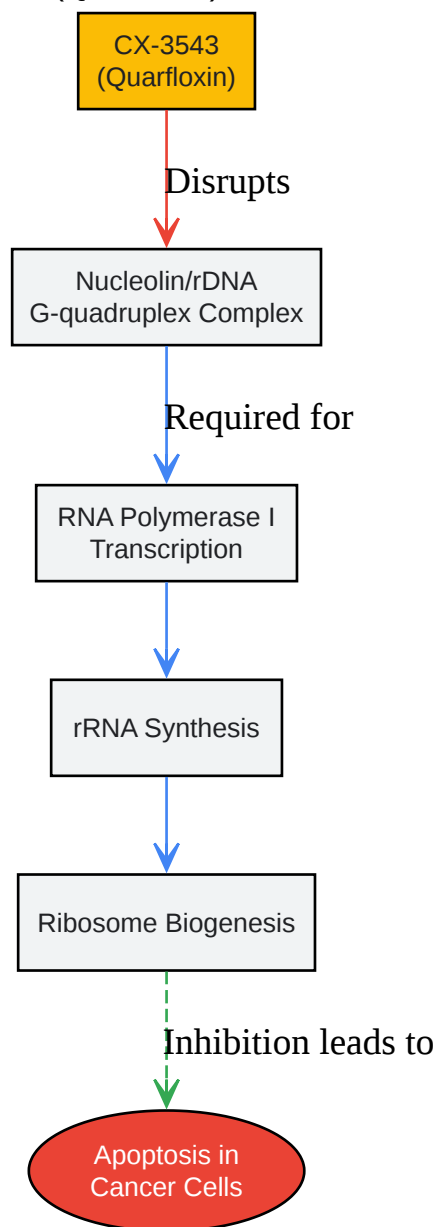 CX-3543
(Quarfloxin)
Disrupts
Nucleolin/rDNA
G-quadruplex Complex
Required for
RNA Polymerase I
Transcription
rRNA Synthesis
Ribosome Biogenesis
Inhibition leads to
Apoptosis in
Cancer Cells